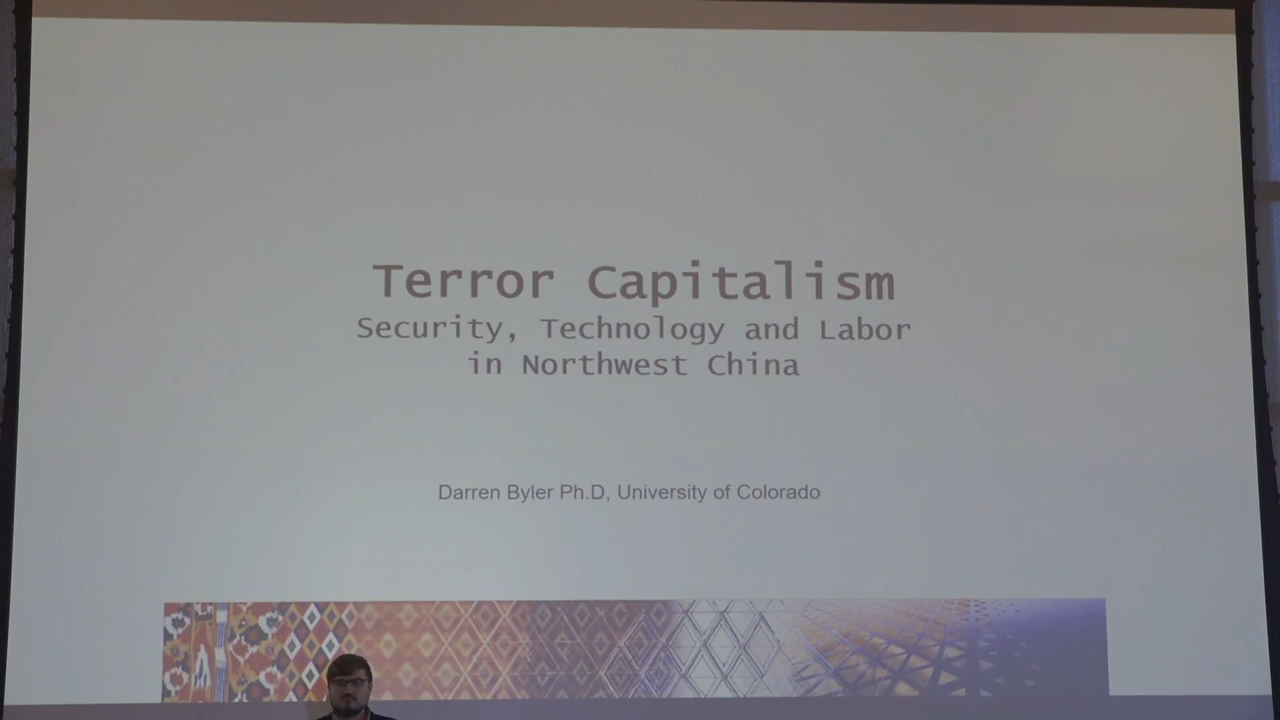 Terror Capitalism
Security, Technology and Labor
in Northwest China
Darren Byler Ph.D, University of Colorado